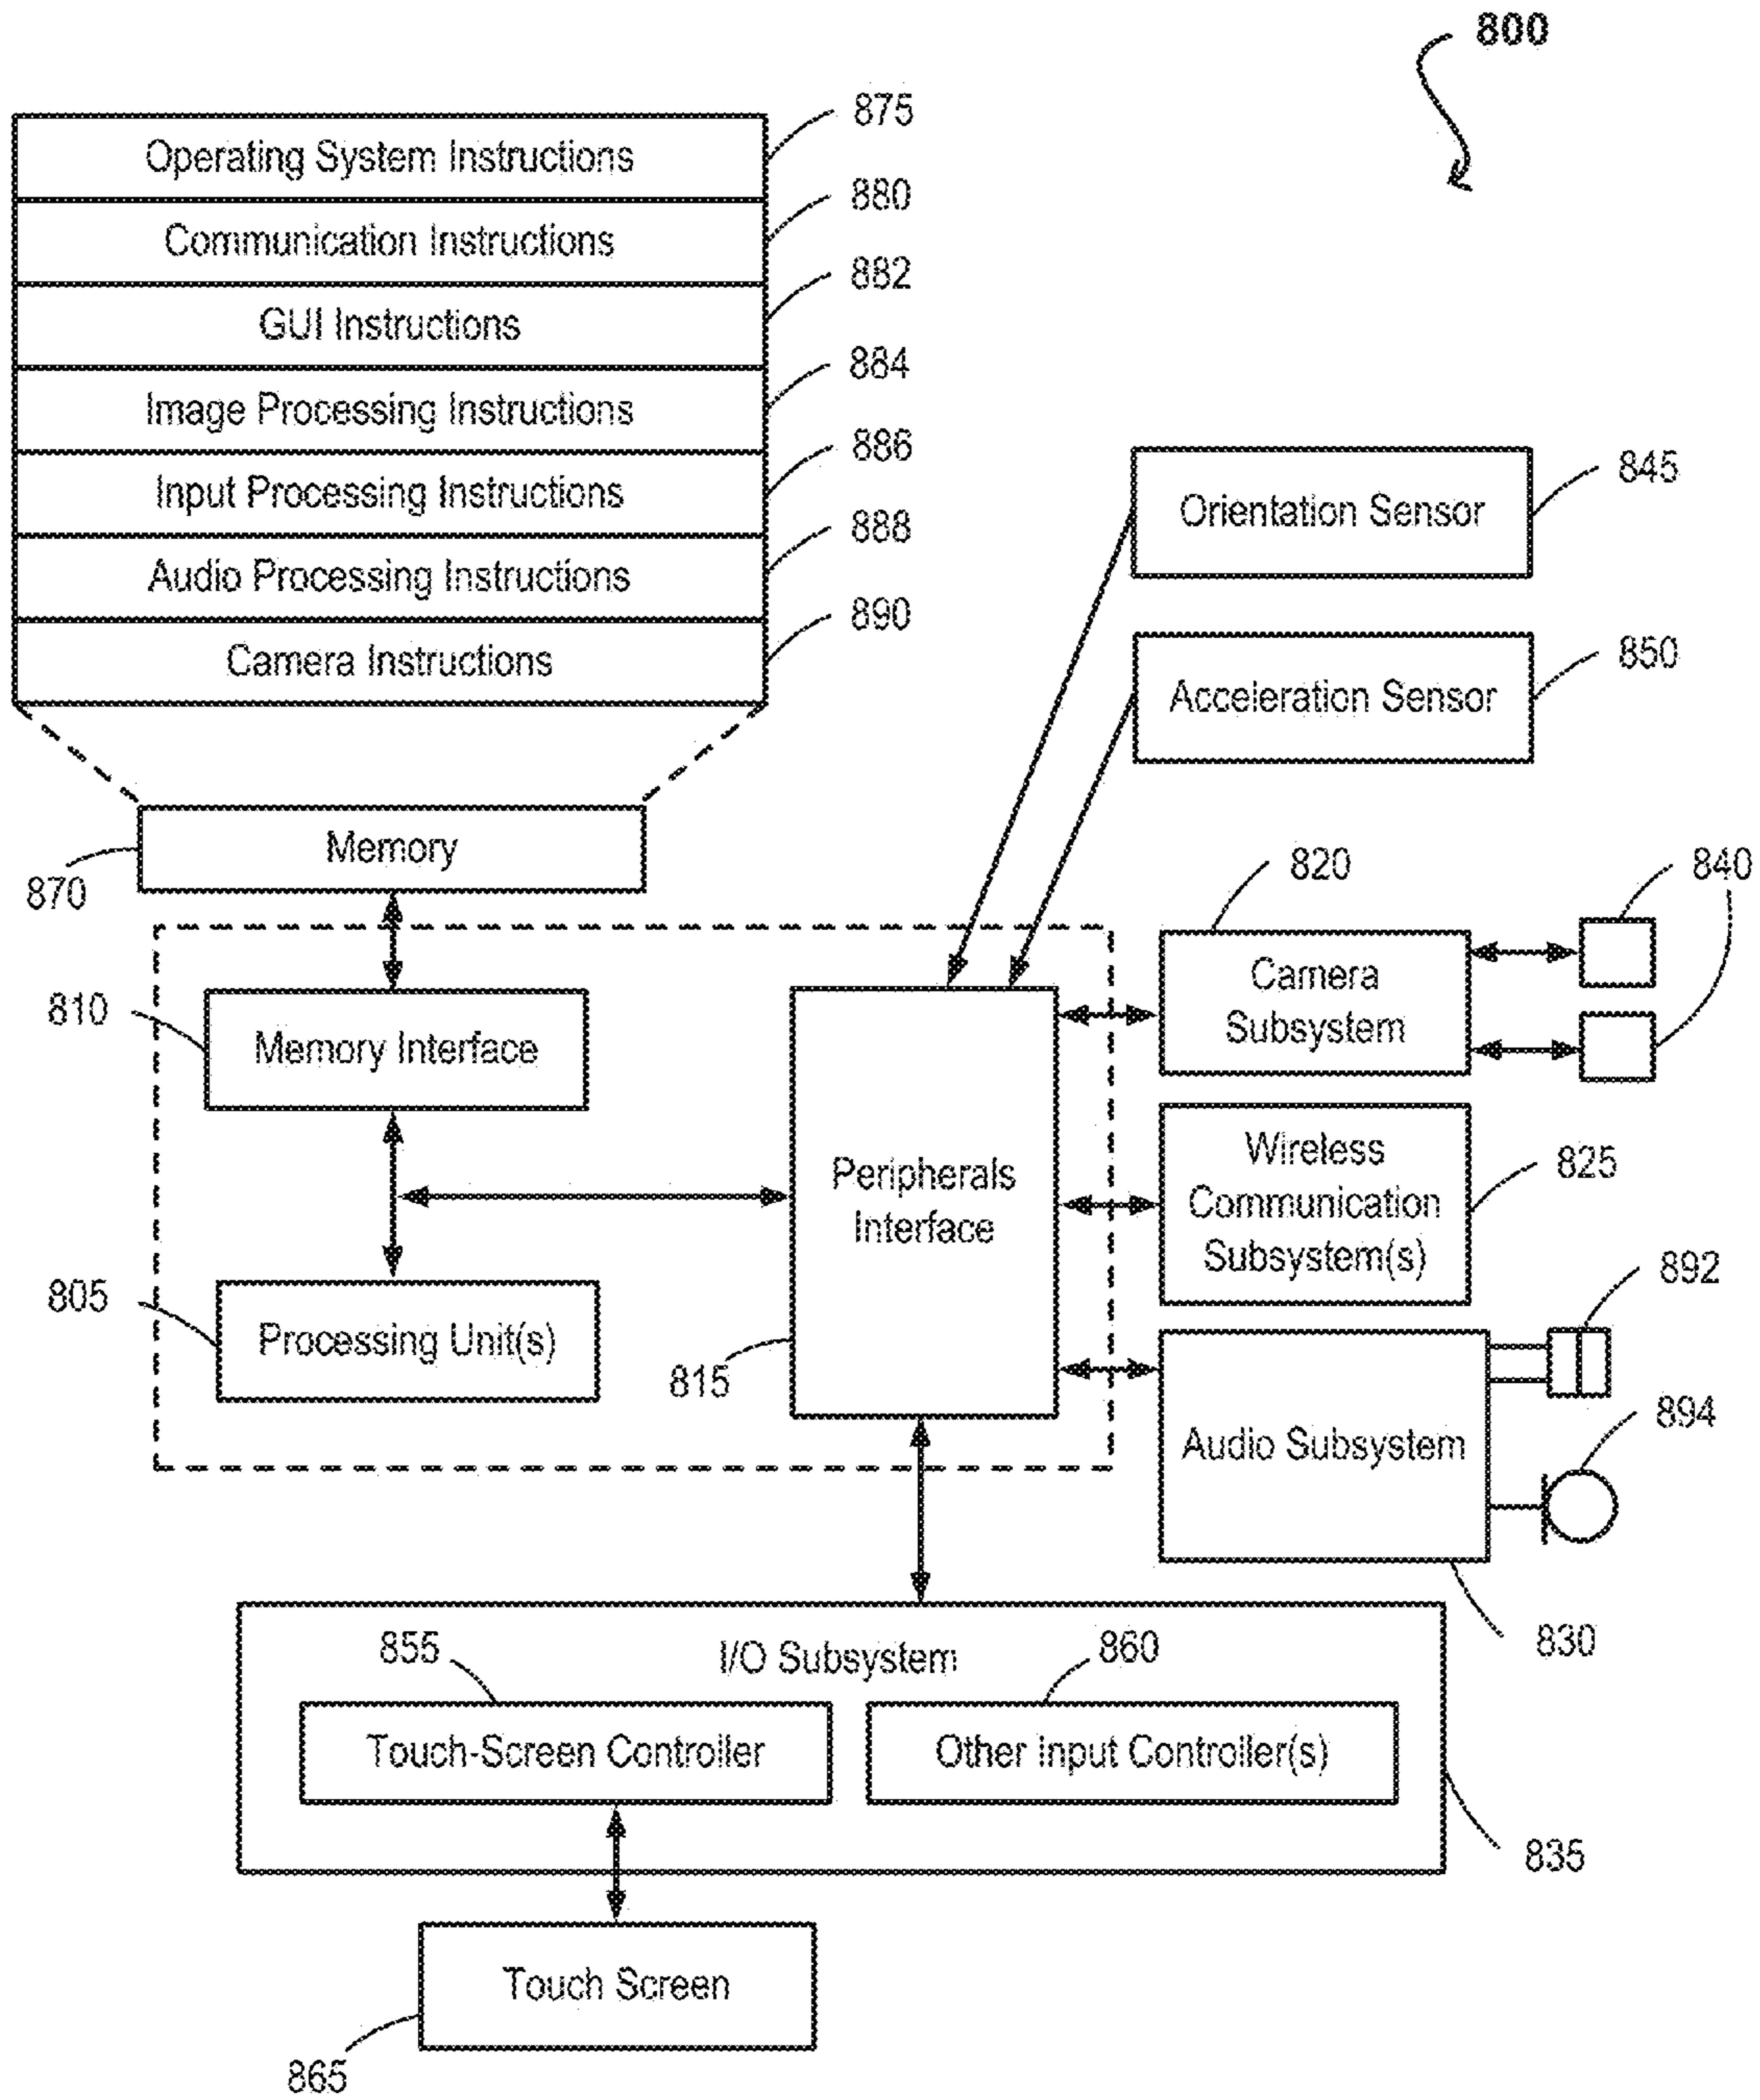 800
875
Operating System Instructions
880
Communication Instructions
882
GUI Instructions
884
Image Processing Instructions
886
Input Processing Instructions
888
Audio Processing Instructions
890
Camera Instructions
845
Orientation Sensor
850
Acceleration Sensor
Memory
870
820
840
Camera
Subsystem
810
Memory Interface
Peripherals
Interface
815
Wireless
Communication
Subsystem(s)
825
805
Processing Unit(s)
892
894
Audio Subsystem
830
I/O Subsystem
855
860
Touch-Screen Controller
Other Input Controller(s)
835
Touch Screen
865